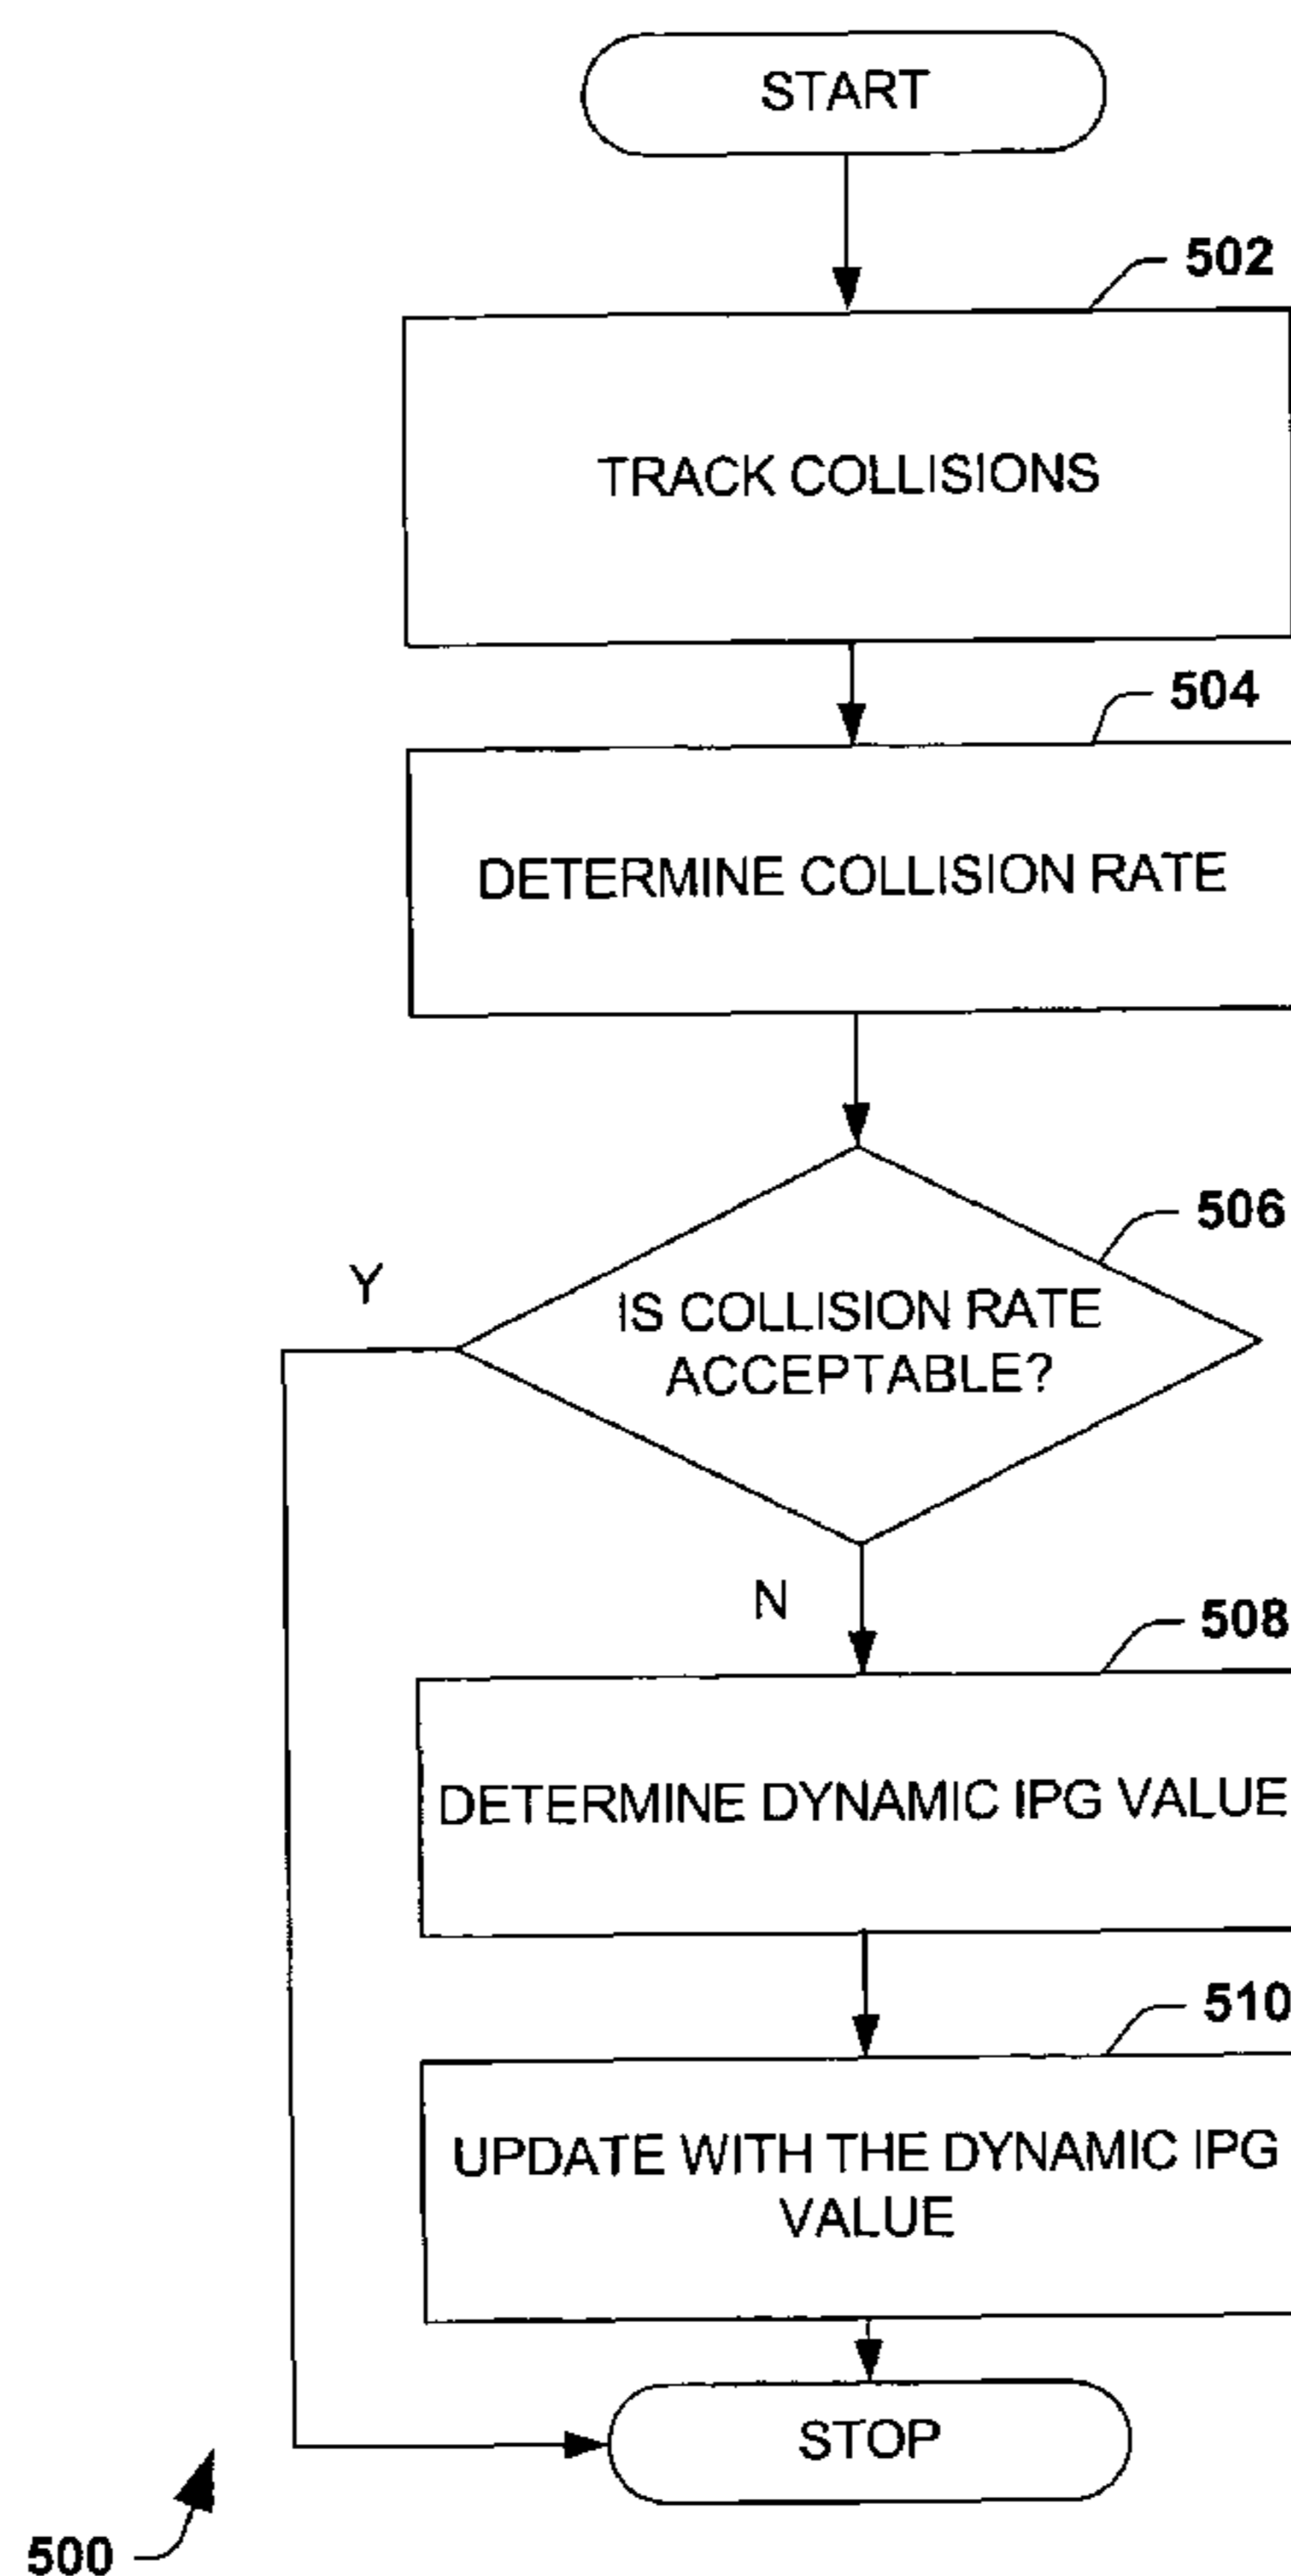 START
502
TRACK COLLISIONS
504
DETERMINE COLLISION RATE
506
Y
IS COLLISION RATE
ACCEPTABLE?
N
508
DETERMINE DYNAMIC IPG VALUE
510
UPDATE WITH THE DYNAMIC IPG
VALUE
STOP
500